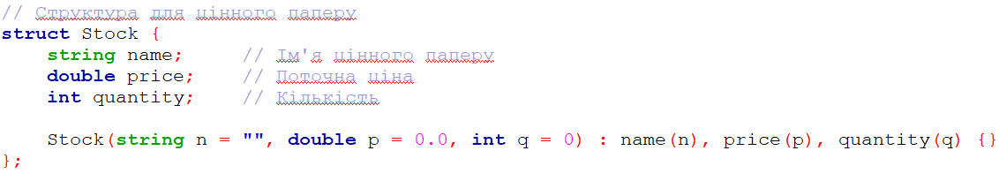 // Структура для цінного паперу
struct Stock {
    string name;     // Ім'я цінного паперу
    double price;    // Поточна ціна
    int quantity;    // Кількість

    Stock(string n = "", double p = 0.0, int q = 0) : name(n), price(p), quantity(q) {}
};